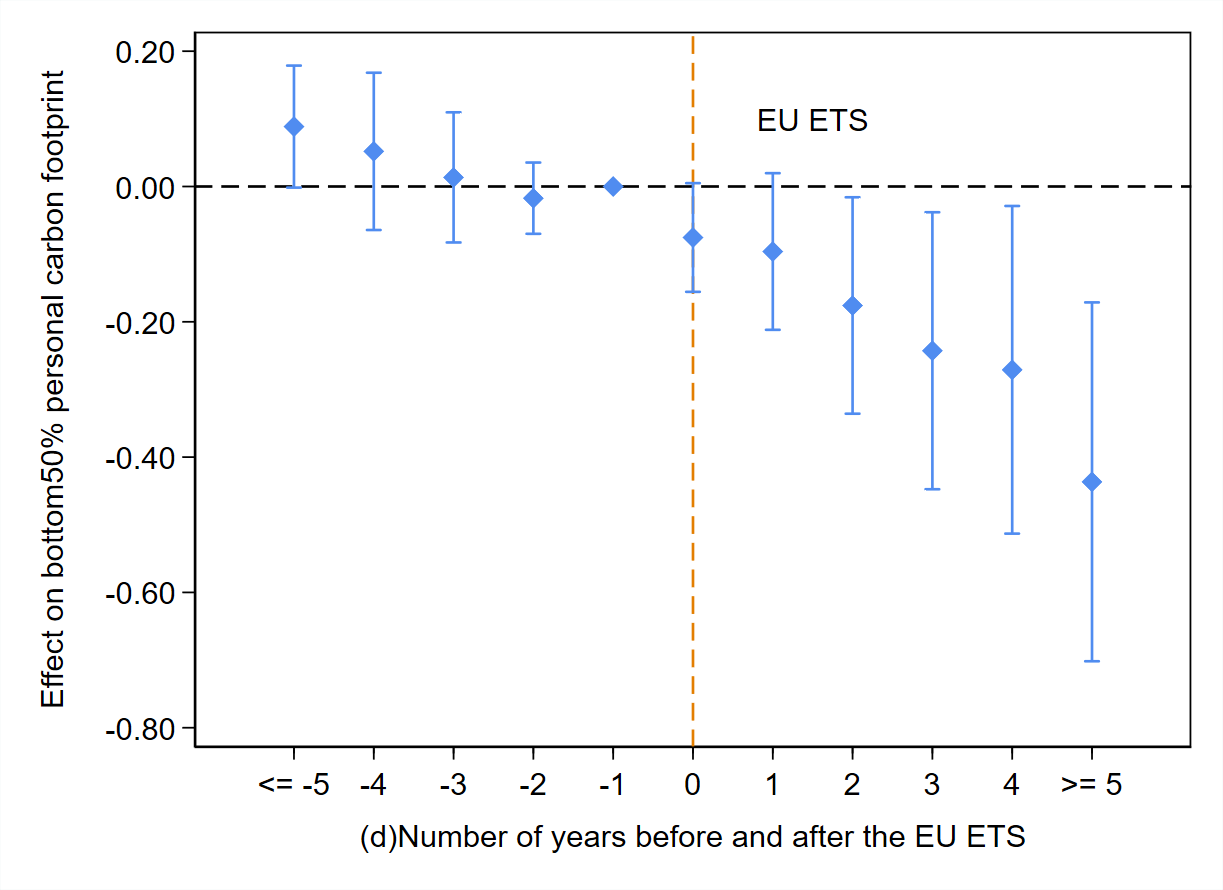 Effect on bottom50% personal carbon footprint
0.20
0.00
-0.20
-0.40
-0.60
-0.80
EU ETS
<= -5 -4 -3 -2 -1 0 1 2 3 4 >= 5
(d)Number of years before and after the EU ETS